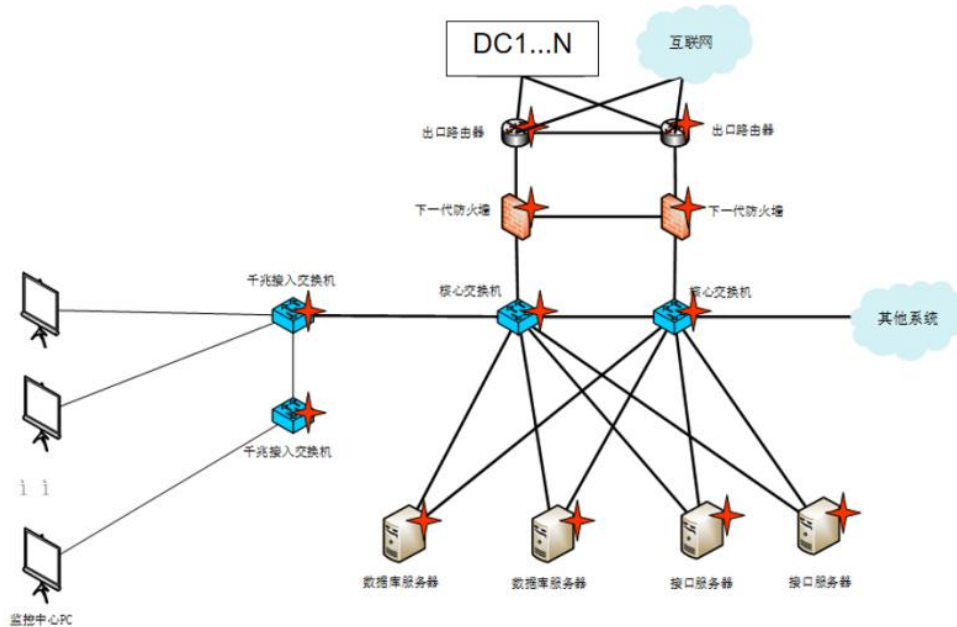 DC1...N
互联网
出口路由器
出口路由器
下一代防火墙
下一代防火墙
千兆接入交换机
核心交换机
核心交换机
其他系统
千兆接入交换机
ì ì
数据库服务器
数据库服务器
接口服务器
接口服务器
监控中心PC